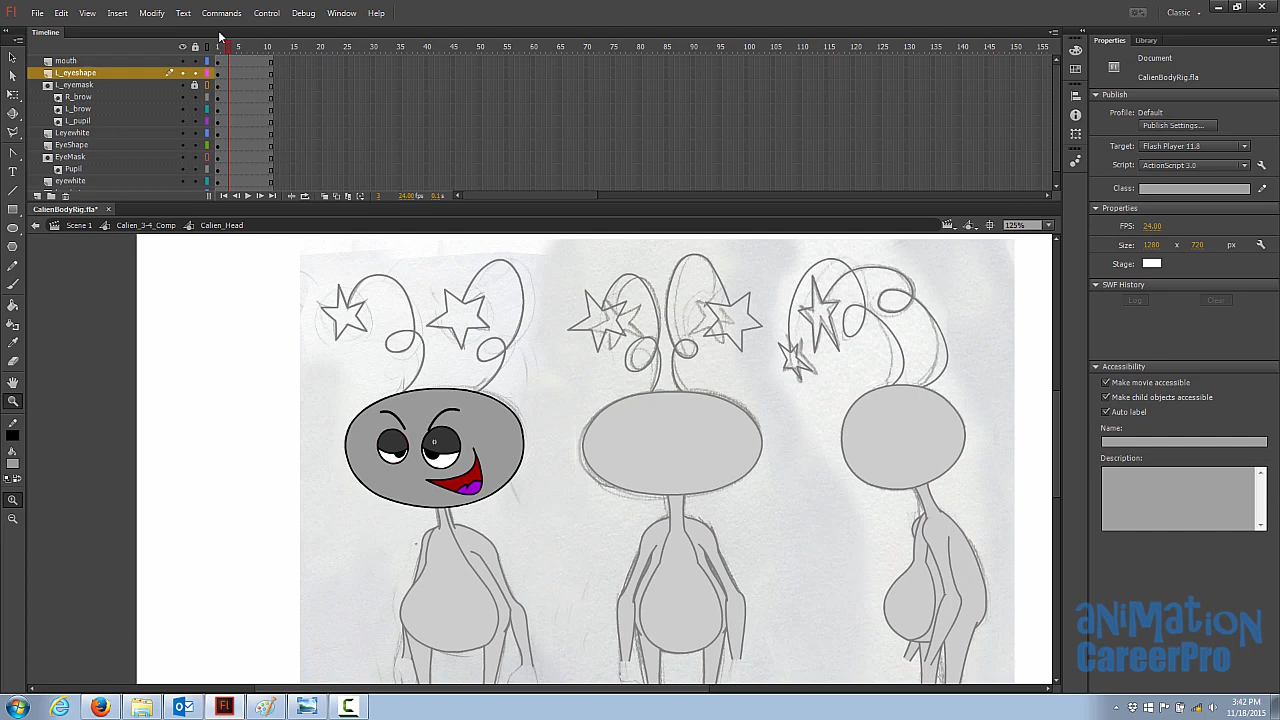 Fl File Edit View Insert Modify Text Commands Control Debug Window Help Classic
Timeline
1 5 10 15 20 25 30 35 40 45 50 55 60 65 70 75 80 85 90 95 100 105 110 115 120 125 130 135 140 145 150 155
mouth
L_eyeshape
L_eyemask
R_brow
L_brow
L_pupil
Leyewhite
EyeShape
EyeMask
Pupil
eyewhite
3 24.00 fps 0.1 s
CalienBodyRig.fla*
Scene 1 Calien_3-4_Comp Calien_Head 125%
Properties Library
Document
CalienBodyRig.fla
Publish
Profile: Default
Publish Settings...
Target: Flash Player 11.8
Script: ActionScript 3.0
Class:
Properties
FPS: 24.00
Size: 1280 x 720 px
Stage:
SWF History
Log Clear
Accessibility
Make movie accessible
Make child objects accessible
Auto label
Name:
Description:
aNiMaTioN
CareerPro
Fl
3:42 PM
11/18/2015